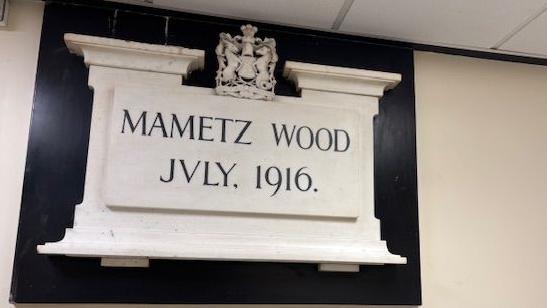 MAMETZ WOOD
JVLY, 1916.